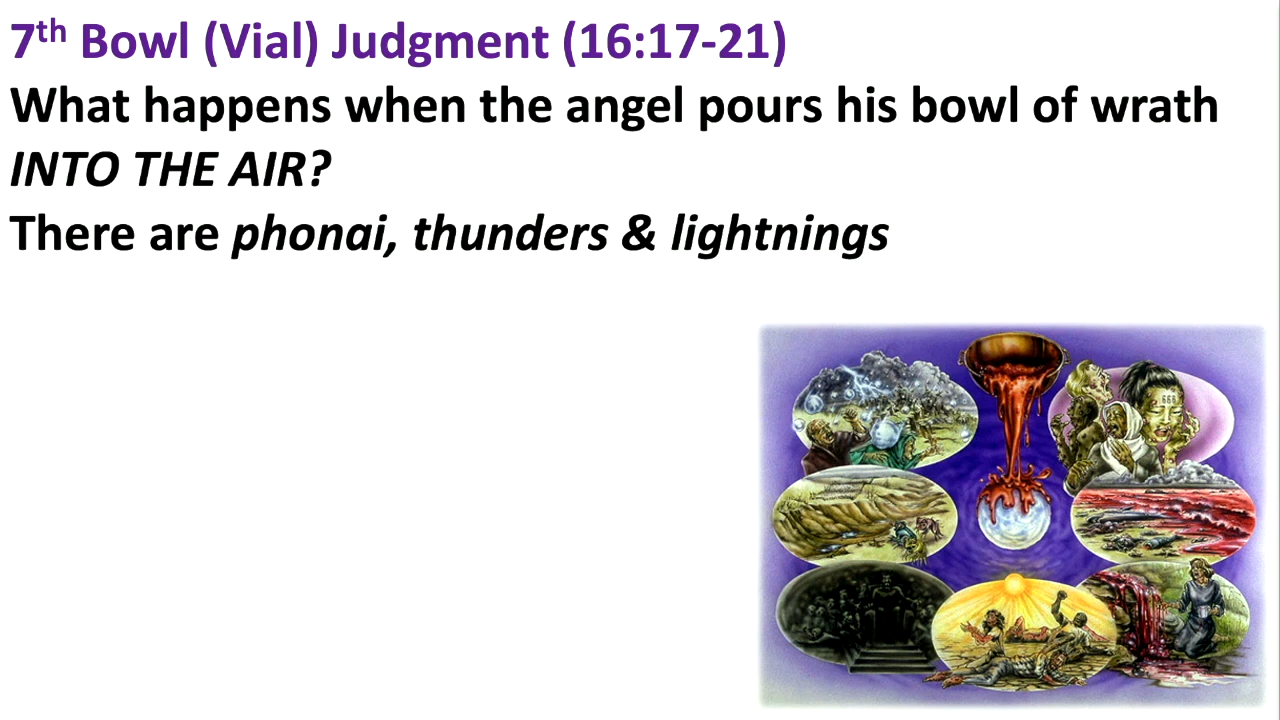 7th Bowl (Vial) Judgment (16:17-21)
What happens when the angel pours his bowl of wrath
INTO THE AIR?
There are phonai, thunders & lightnings
666